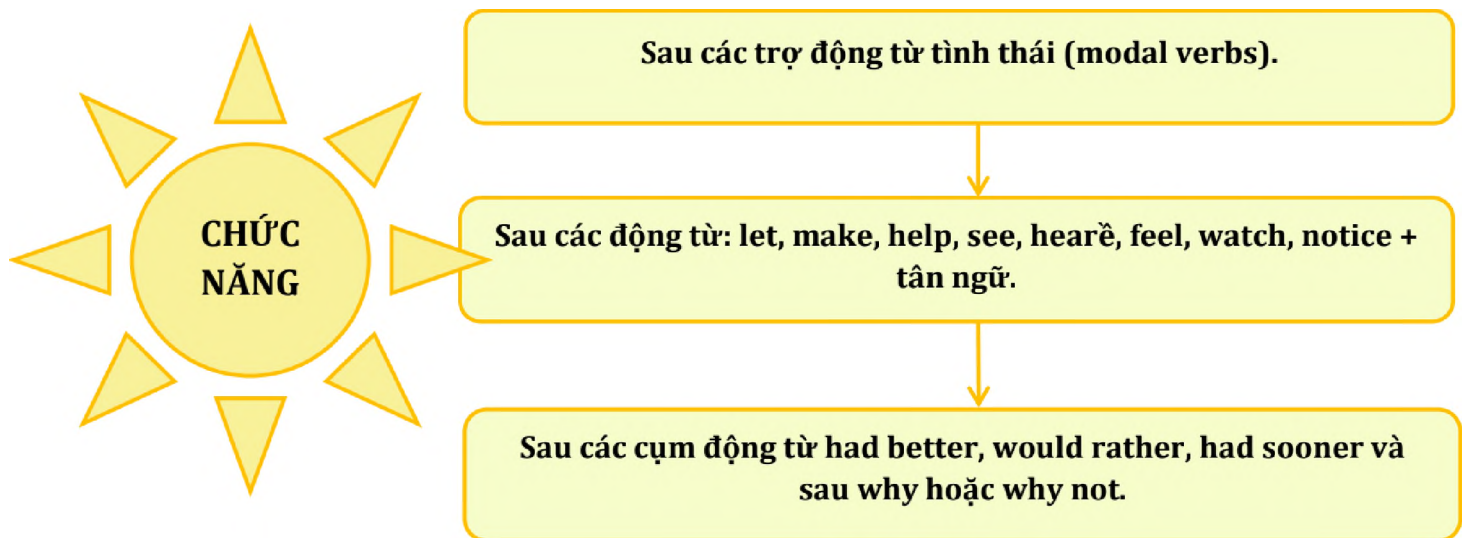 CHỨC
NĂNG
Sau các trợ động từ tình thái (modal verbs).
Sau các động từ: let, make, help, see, hearề, feel, watch, notice +
tân ngữ.
Sau các cụm động từ had better, would rather, had sooner và
sau why hoặc why not.